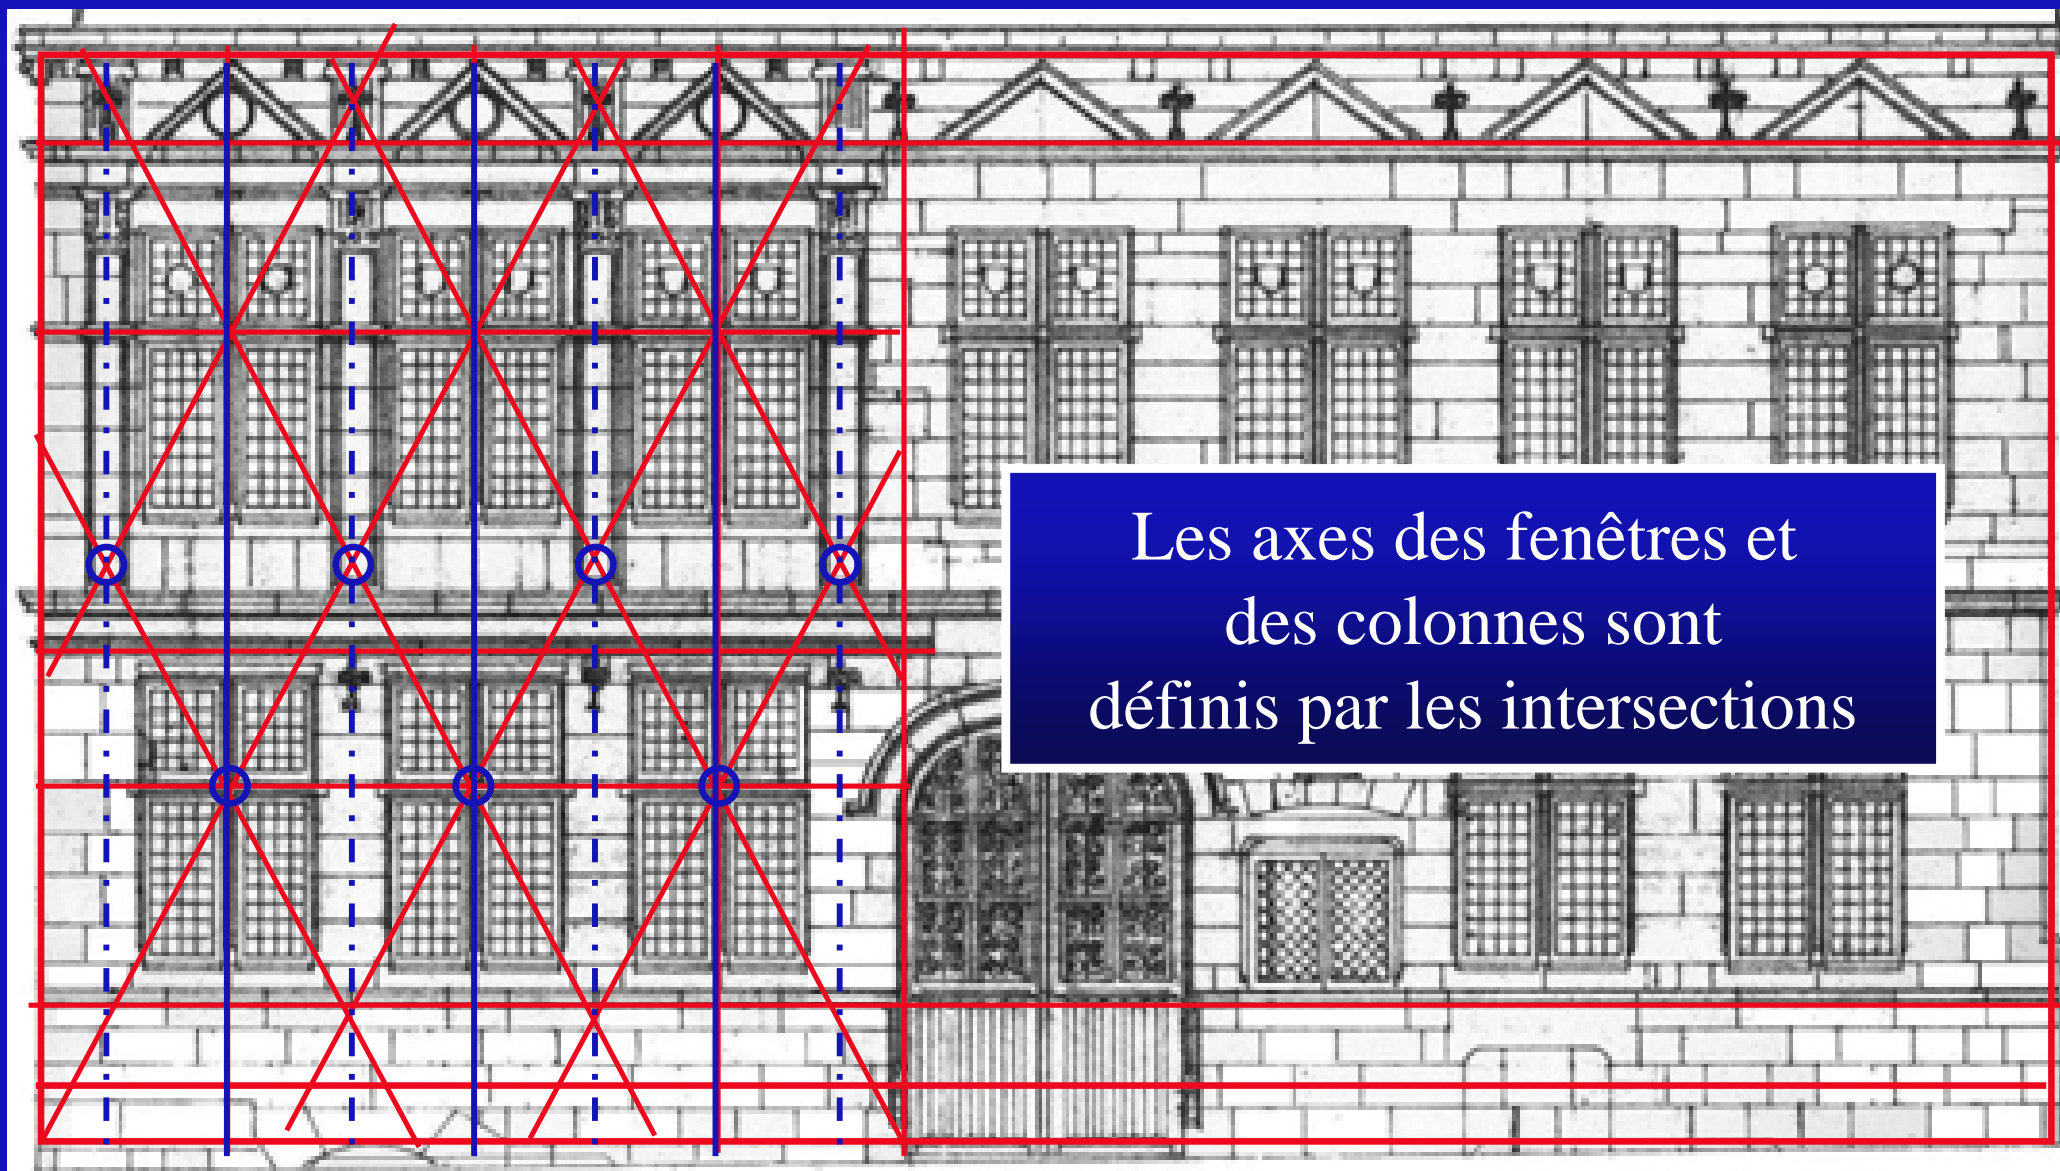 Les axes des fenêtres et
des colonnes sont
définis par les intersections